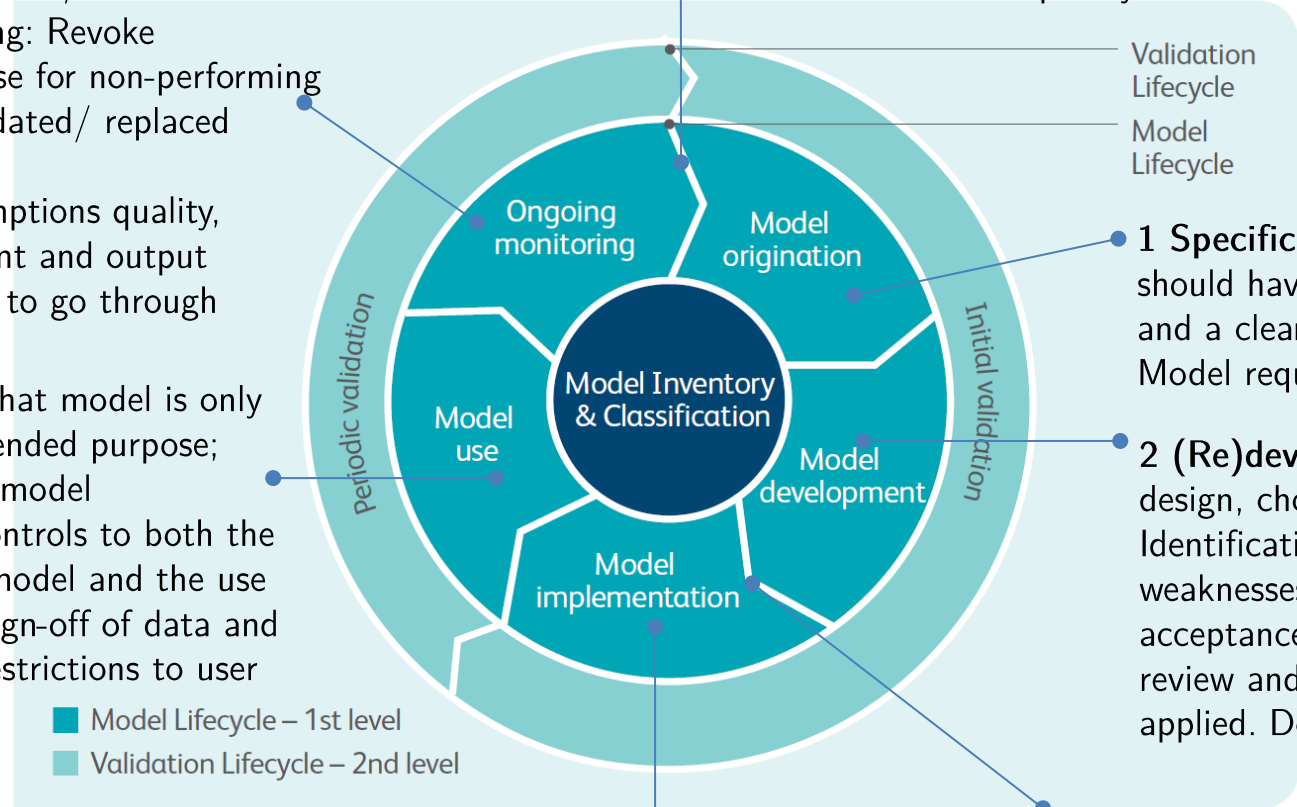 ng: Revoke
se for non-performing
dated/ replaced
mptions quality,
nt and output
to go through
hat model is only
ended purpose;
model
ontrols to both the
model and the use
gn-off of data and
estrictions to user
Validation
Lifecycle
Model
Lifecycle
Ongoing
monitoring
Model
origination
Periodic validation
Initial validation
Model Inventory
& Classification
Model
use
Model
development
Model
implementation
1 Specific
should hav
and a clear
Model requ
2 (Re)dev
design, cho
Identificati
weaknesses
acceptance
review and
applied. D
Model Lifecycle – 1st level
Validation Lifecycle – 2nd level